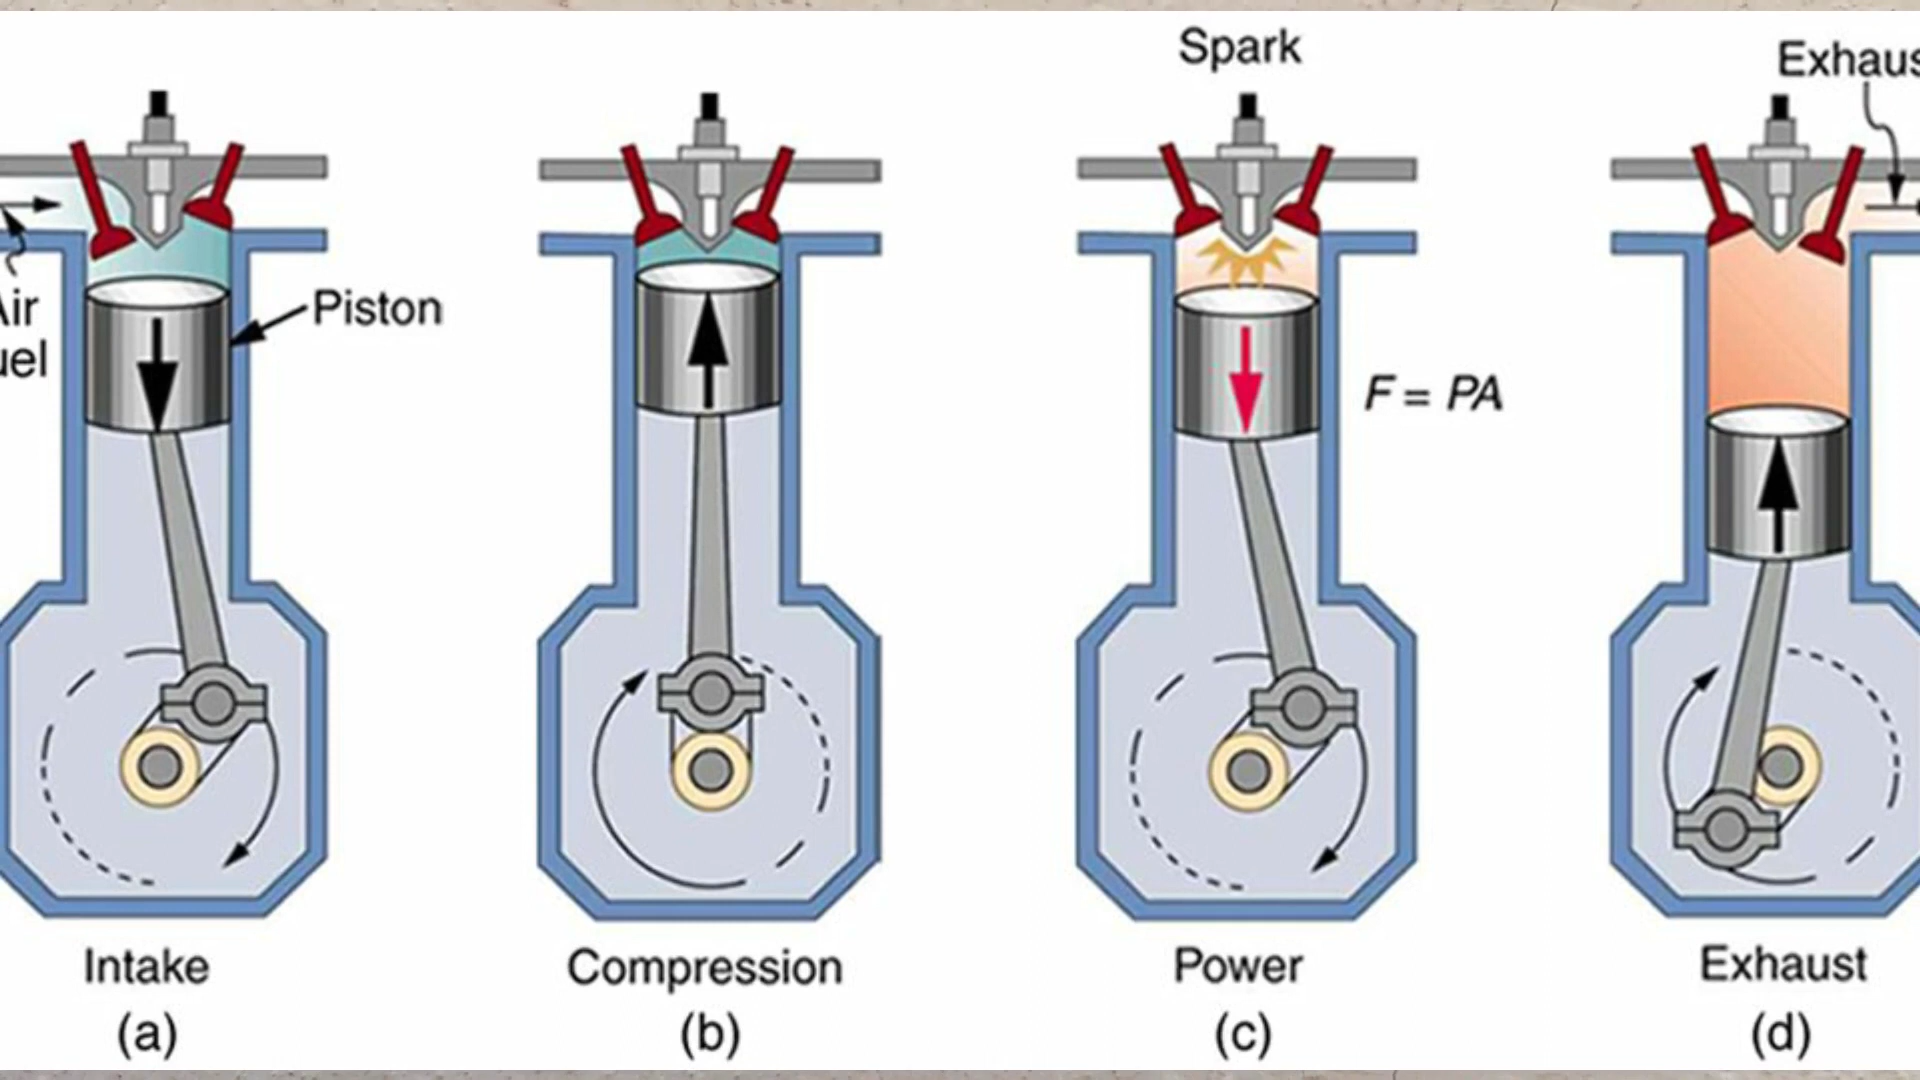 Spark
Exhaus
Air
uel
Piston
F = PA
Intake
Compression
Power
Exhaust
(a)
(b)
(c)
(d)